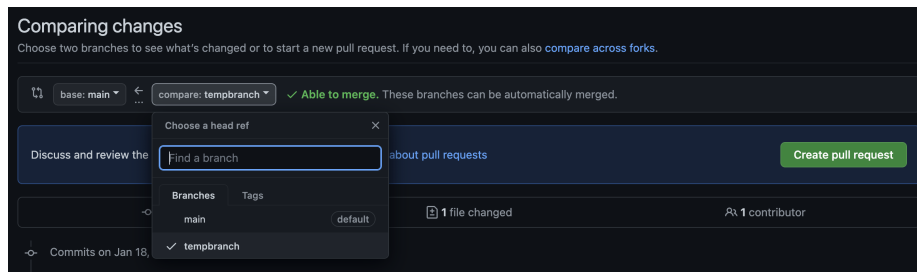 Comparing changes
Choose two branches to see what's changed or to start a new pull request. If you need to, you can also compare across forks.
base: main
...
compare: tempbranch
Able to merge. These branches can be automatically merged.
Choose a head ref
Discuss and review the
Find a branch
about pull requests
Create pull request
Branches
Tags
main
default
1 file changed
1 contributor
tempbranch
Commits on Jan 18,